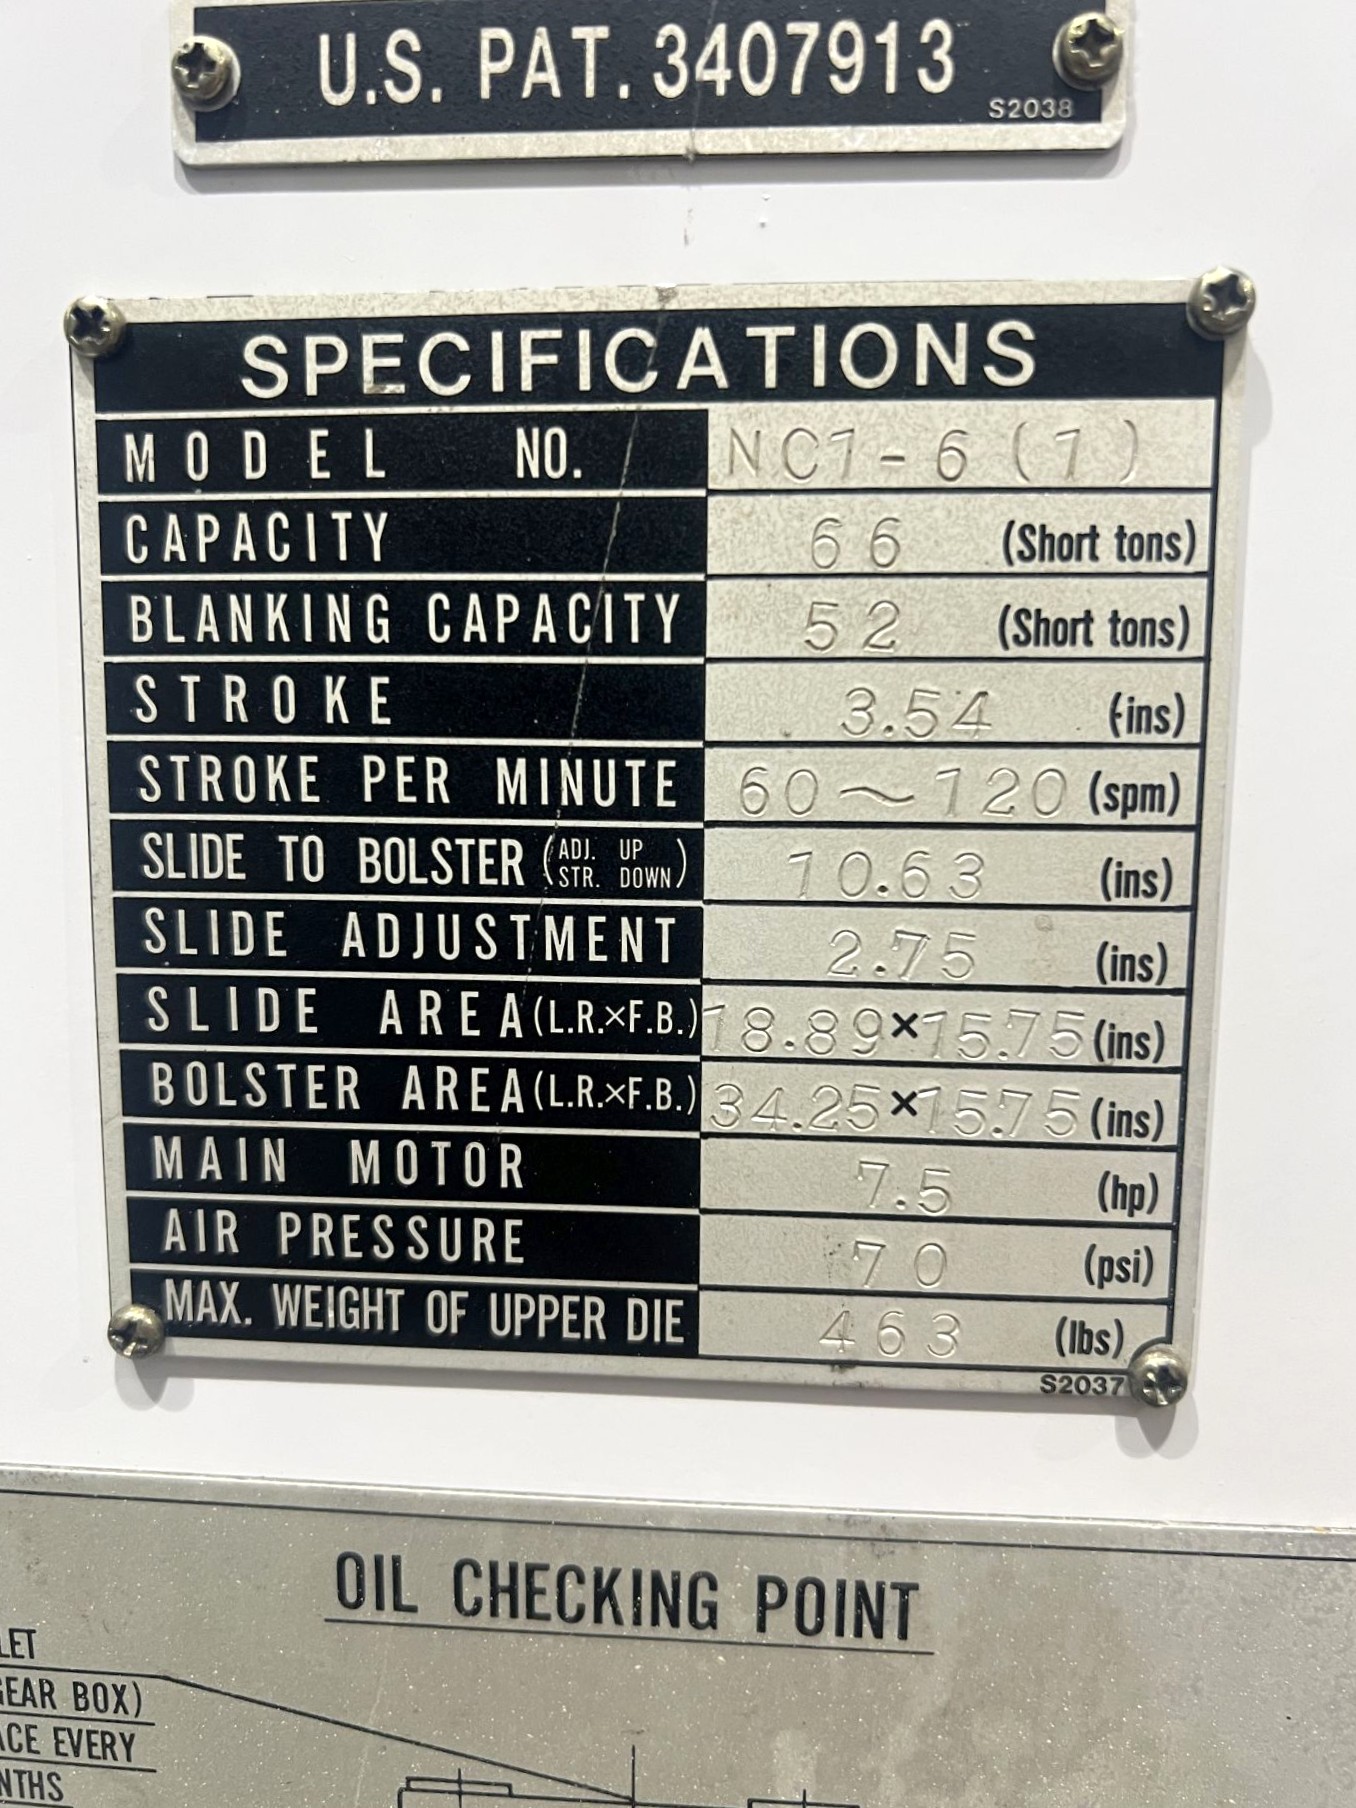 U.S. PAT. 3407913
S2038
SPECIFICATIONS
MODEL NO. NC1-6(1)
CAPACITY 66 (Short tons)
BLANKING CAPACITY 52 (Short tons)
STROKE 3.54 (ins)
STROKE PER MINUTE 60~120 (spm)
SLIDE TO BOLSTER (ADJ. UP STR. DOWN) 10.63 (ins)
SLIDE ADJUSTMENT 2.75 (ins)
SLIDE AREA (L.R.×F.B.) 18.89×15.75 (ins)
BOLSTER AREA (L.R.×F.B.) 34.25×15.75 (ins)
MAIN MOTOR 7.5 (hp)
AIR PRESSURE 70 (psi)
MAX. WEIGHT OF UPPER DIE 463 (lbs)
S2037
OIL CHECKING POINT
LET
GEAR BOX)
ACE EVERY
NTHS